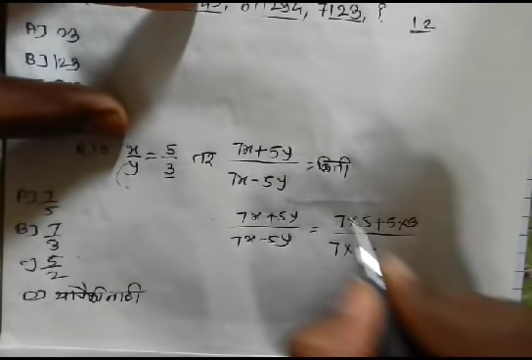 7123, ?
12
A] 23
B] 123
x/y = 5/3 तर 7x+5y/7x-5y = किती
A] 7/5
B] 7/3
C] 5/2
7x+5y/7x-5y = 7×5+5×3/7×
D) यापैकी नाही